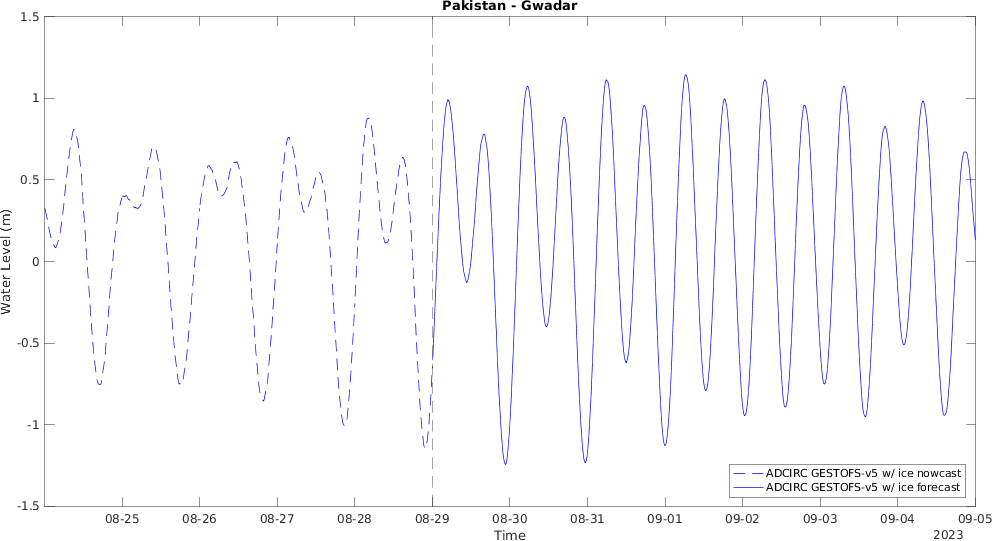 Pakistan - Gwadar
1.5
1
0.5
0
-0.5
-1
-1.5
Water Level (m)
08-25 08-26 08-27 08-28 08-29 08-30 08-31 09-01 09-02 09-03 09-04 09-05
Time
2023
ADCIRC GESTOFS-v5 w/ ice nowcast
ADCIRC GESTOFS-v5 w/ ice forecast